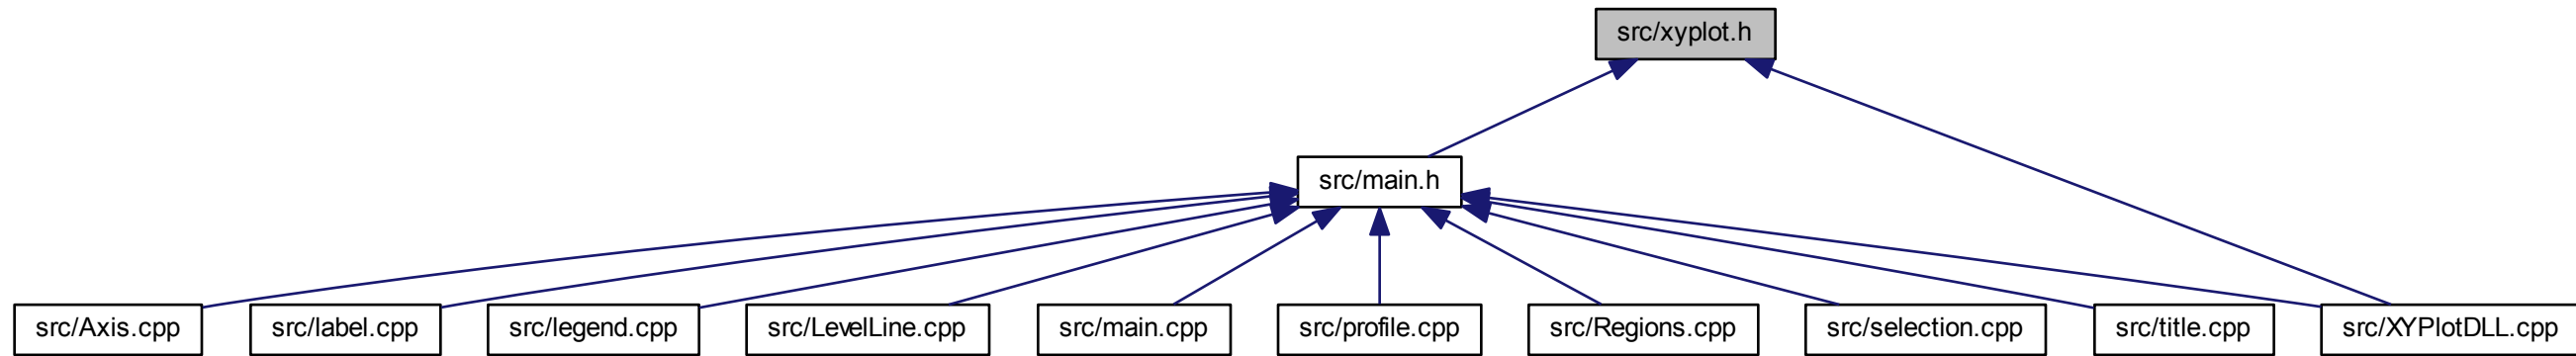 src/xyplot.h
src/main.h
src/Axis.cpp
src/label.cpp
src/legend.cpp
src/LevelLine.cpp
src/main.cpp
src/profile.cpp
src/Regions.cpp
src/selection.cpp
src/title.cpp
src/XYPlotDLL.cpp